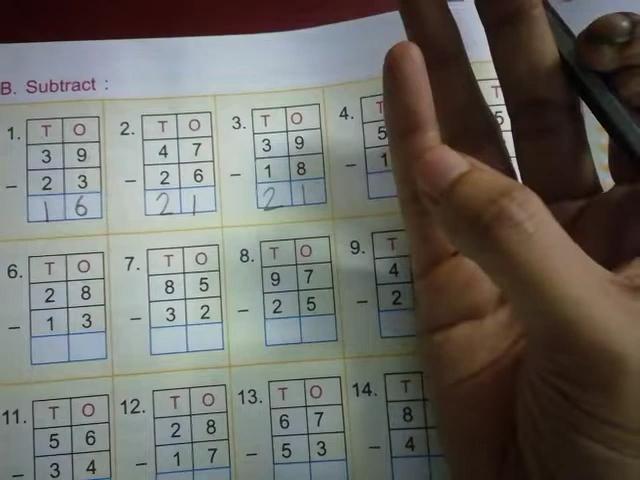 B. Subtract :
1. T O 2. T O 3. T O 4. T T
3 9 4 7 3 9 5 5
- 2 3 - 2 6 - 1 8 - 1
1 6 2 1 2 1
6. T O 7. T O 8. T O 9. T
2 8 8 5 9 7 4
- 1 3 - 3 2 - 2 5 - 2
11. T O 12. T O 13. T O 14. T
5 6 2 8 6 7 8
- 3 4 - 1 7 - 5 3 - 4